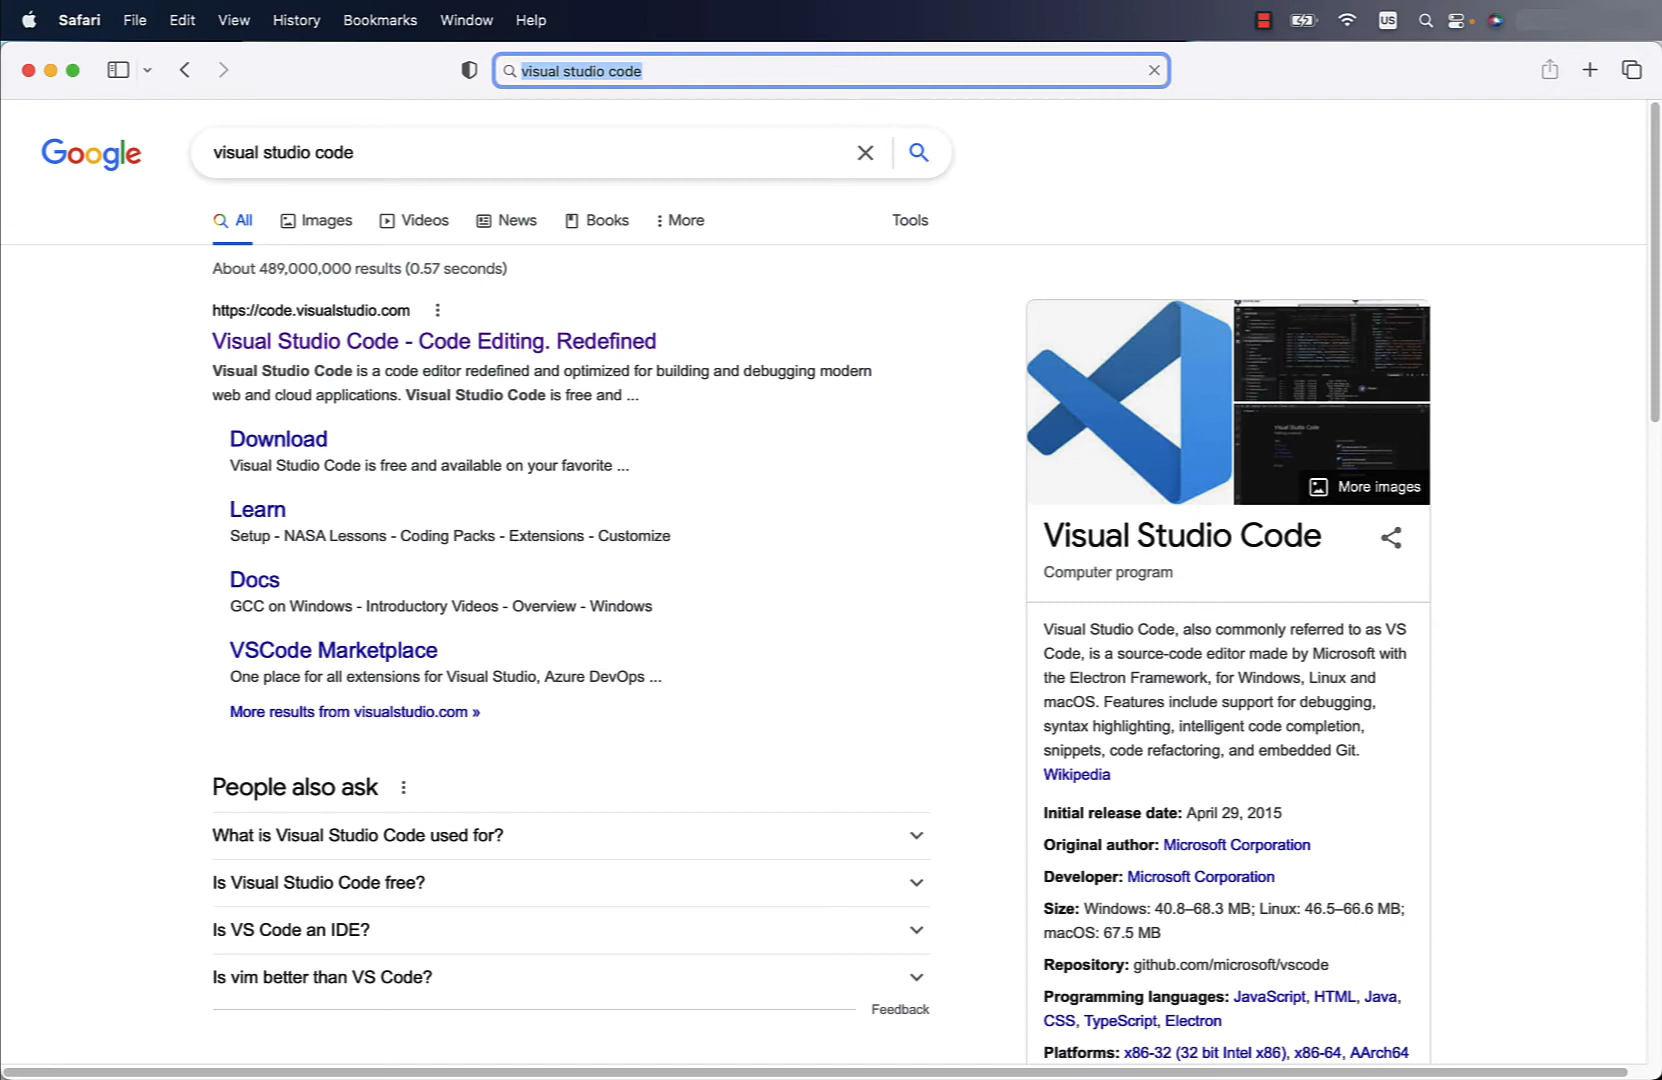 Safari File Edit View History Bookmarks Window Help US
visual studio code
Google
visual studio code
All Images Videos News Books More Tools
About 489,000,000 results (0.57 seconds)
https://code.visualstudio.com
Visual Studio Code - Code Editing. Redefined
Visual Studio Code is a code editor redefined and optimized for building and debugging modern
web and cloud applications. Visual Studio Code is free and ...
Download
Visual Studio Code is free and available on your favorite ...
Learn
Setup - NASA Lessons - Coding Packs - Extensions - Customize
Docs
GCC on Windows - Introductory Videos - Overview - Windows
VSCode Marketplace
One place for all extensions for Visual Studio, Azure DevOps ...
More results from visualstudio.com »
People also ask
What is Visual Studio Code used for?
Is Visual Studio Code free?
Is VS Code an IDE?
Is vim better than VS Code?
Feedback
More images
Visual Studio Code
Computer program
Visual Studio Code, also commonly referred to as VS
Code, is a source-code editor made by Microsoft with
the Electron Framework, for Windows, Linux and
macOS. Features include support for debugging,
syntax highlighting, intelligent code completion,
snippets, code refactoring, and embedded Git.
Wikipedia
Initial release date: April 29, 2015
Original author: Microsoft Corporation
Developer: Microsoft Corporation
Size: Windows: 40.8–68.3 MB; Linux: 46.5–66.6 MB;
macOS: 67.5 MB
Repository: github.com/microsoft/vscode
Programming languages: JavaScript, HTML, Java,
CSS, TypeScript, Electron
Platforms: x86-32 (32 bit Intel x86), x86-64, AArch64